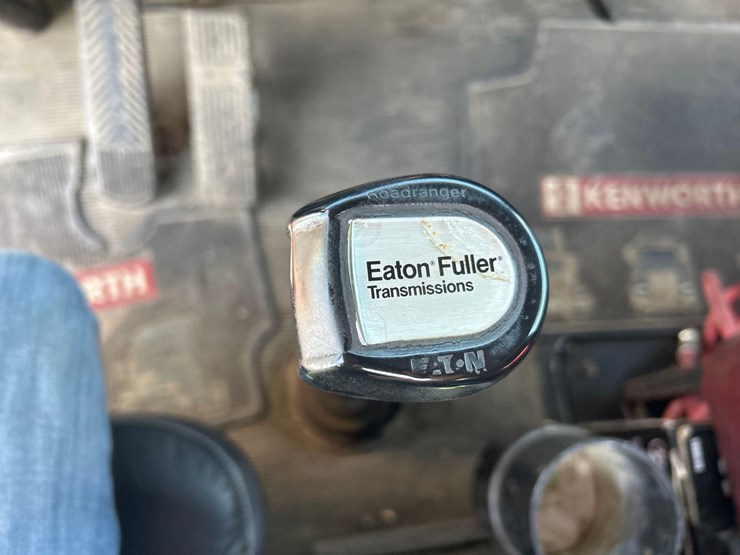 Roadranger
Eaton® Fuller®
Transmissions
EATON
KENWORTH
RTH